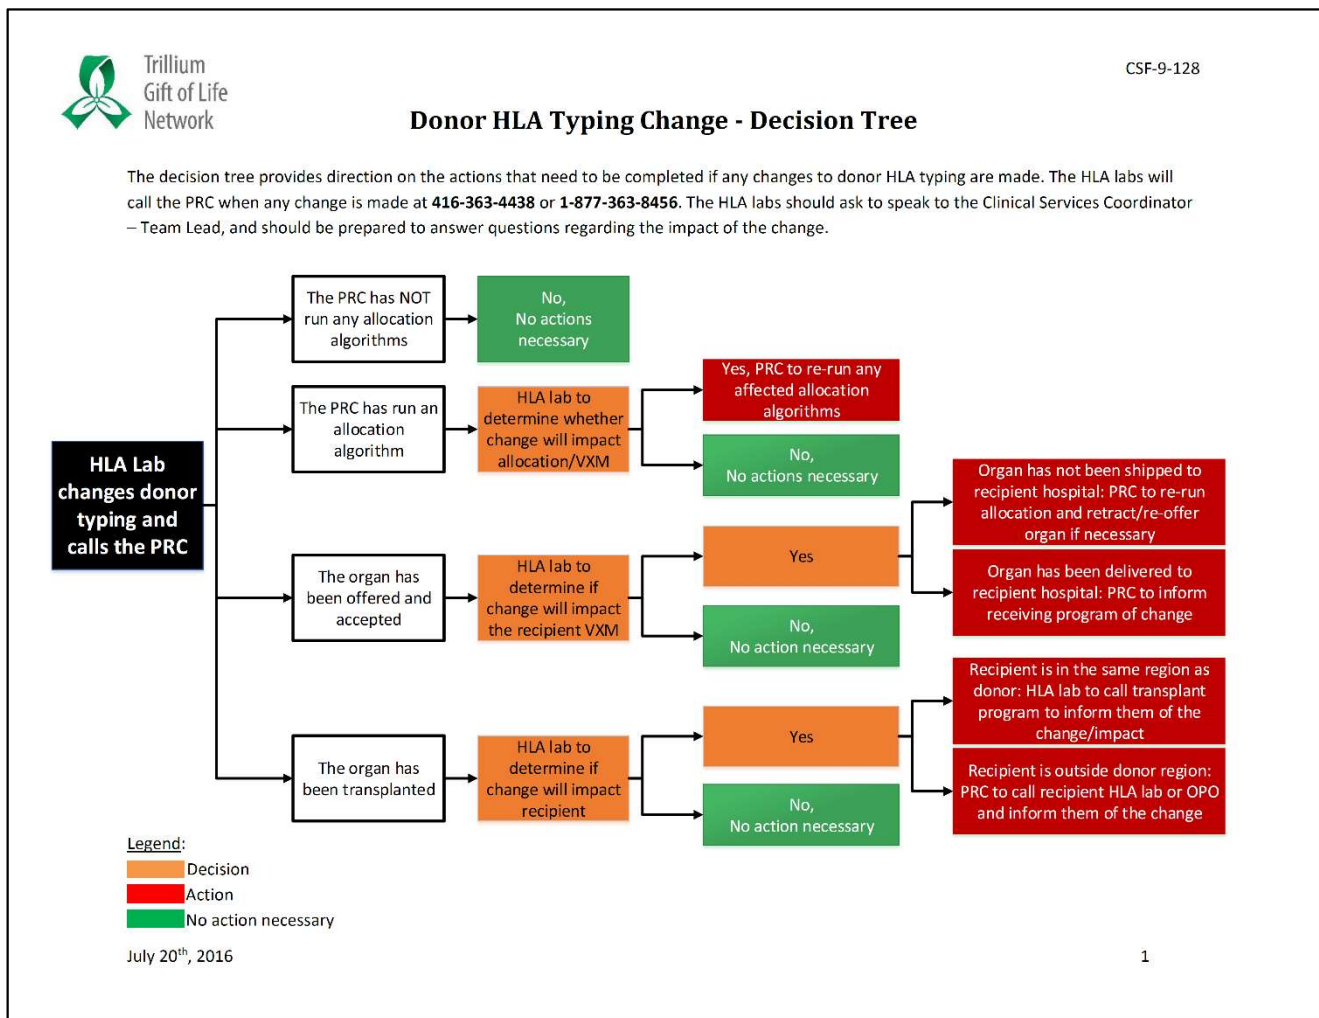 Trillium
Gift of Life
Network
CSF-9-128
Donor HLA Typing Change - Decision Tree
The decision tree provides direction on the actions that need to be completed if any changes to donor HLA typing are made. The HLA labs will
call the PRC when any change is made at 416-363-4438 or 1-877-363-8456. The HLA labs should ask to speak to the Clinical Services Coordinator
– Team Lead, and should be prepared to answer questions regarding the impact of the change.
HLA Lab
changes donor
typing and
calls the PRC
The PRC has NOT
run any allocation
algorithms
No,
No actions
necessary
The PRC has run an
allocation
algorithm
HLA lab to
determine whether
change will impact
allocation/VXM
Yes, PRC to re-run any
affected allocation
algorithms
No,
No actions necessary
The organ has
been offered and
accepted
HLA lab to
determine if
change will impact
the recipient VXM
Yes
Organ has not been shipped to
recipient hospital: PRC to re-run
allocation and retract/re-offer
organ if necessary
Organ has been delivered to
recipient hospital: PRC to inform
receiving program of change
No,
No action necessary
The organ has
been transplanted
HLA lab to
determine if
change will impact
recipient
Yes
Recipient is in the same region as
donor: HLA lab to call transplant
program to inform them of the
change/impact
Recipient is outside donor region:
PRC to call recipient HLA lab or OPO
and inform them of the change
No,
No action necessary
Legend:
Decision
Action
No action necessary
July 20th, 2016
1